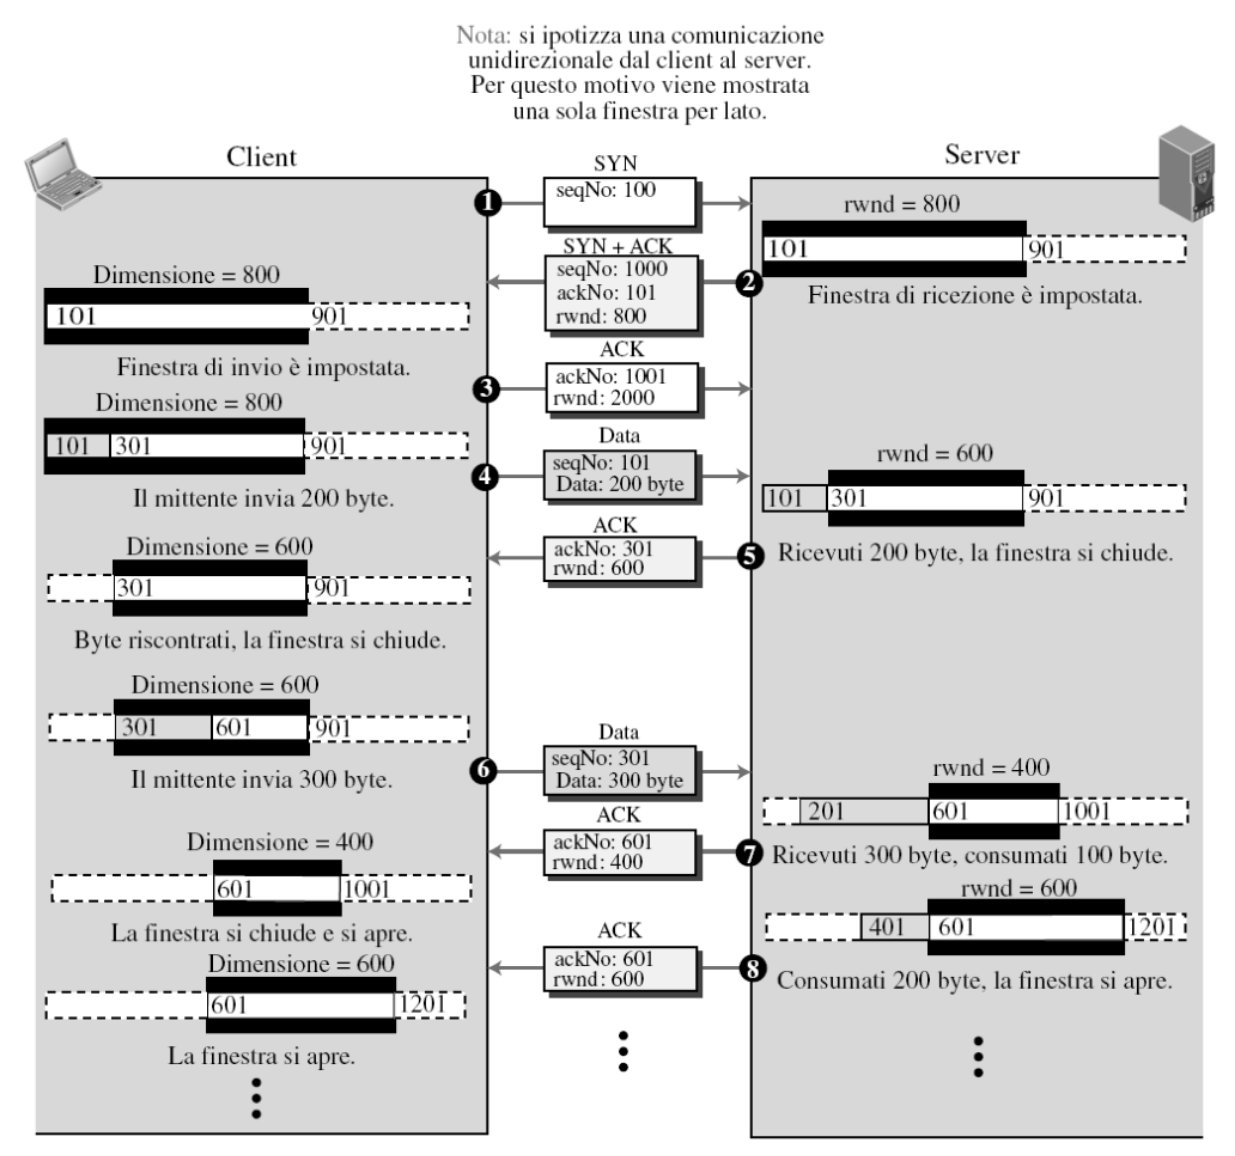 Nota: si ipotizza una comunicazione
unidirezionale dal client al server.
Per questo motivo viene mostrata
una sola finestra per lato.
Client
Server
SYN
1
seqNo: 100
rwnd = 800
101
901
SYN + ACK
2
seqNo: 1000
ackNo: 101
rwnd: 800
Finestra di ricezione è impostata.
Dimensione = 800
101
901
Finestra di invio è impostata.
ACK
3
ackNo: 1001
rwnd: 2000
Dimensione = 800
101
301
901
Il mittente invia 200 byte.
Data
4
seqNo: 101
Data: 200 byte
rwnd = 600
101
301
901
ACK
5
ackNo: 301
rwnd: 600
Ricevuti 200 byte, la finestra si chiude.
Dimensione = 600
301
901
Byte riscontrati, la finestra si chiude.
Dimensione = 600
301
601
901
Il mittente invia 300 byte.
Data
6
seqNo: 301
Data: 300 byte
rwnd = 400
201
601
1001
ACK
7
ackNo: 601
rwnd: 400
Ricevuti 300 byte, consumati 100 byte.
Dimensione = 400
601
1001
La finestra si chiude e si apre.
rwnd = 600
401
601
1201
ACK
8
ackNo: 601
rwnd: 600
Consumati 200 byte, la finestra si apre.
Dimensione = 600
601
1201
La finestra si apre.